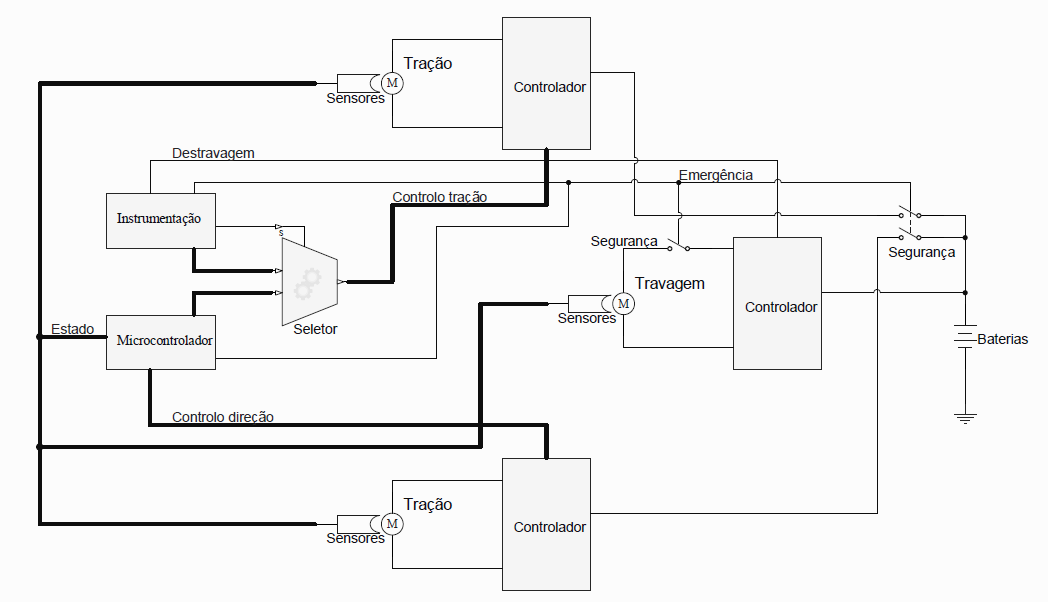 Tração
M
Controlador
Sensores
Destravagem
Emergência
Controlo tração
Instrumentação
s
Segurança
Segurança
Travagem
M
Controlador
Sensores
Seletor
Estado
Microcontrolador
Baterias
Controlo direção
Tração
M
Controlador
Sensores